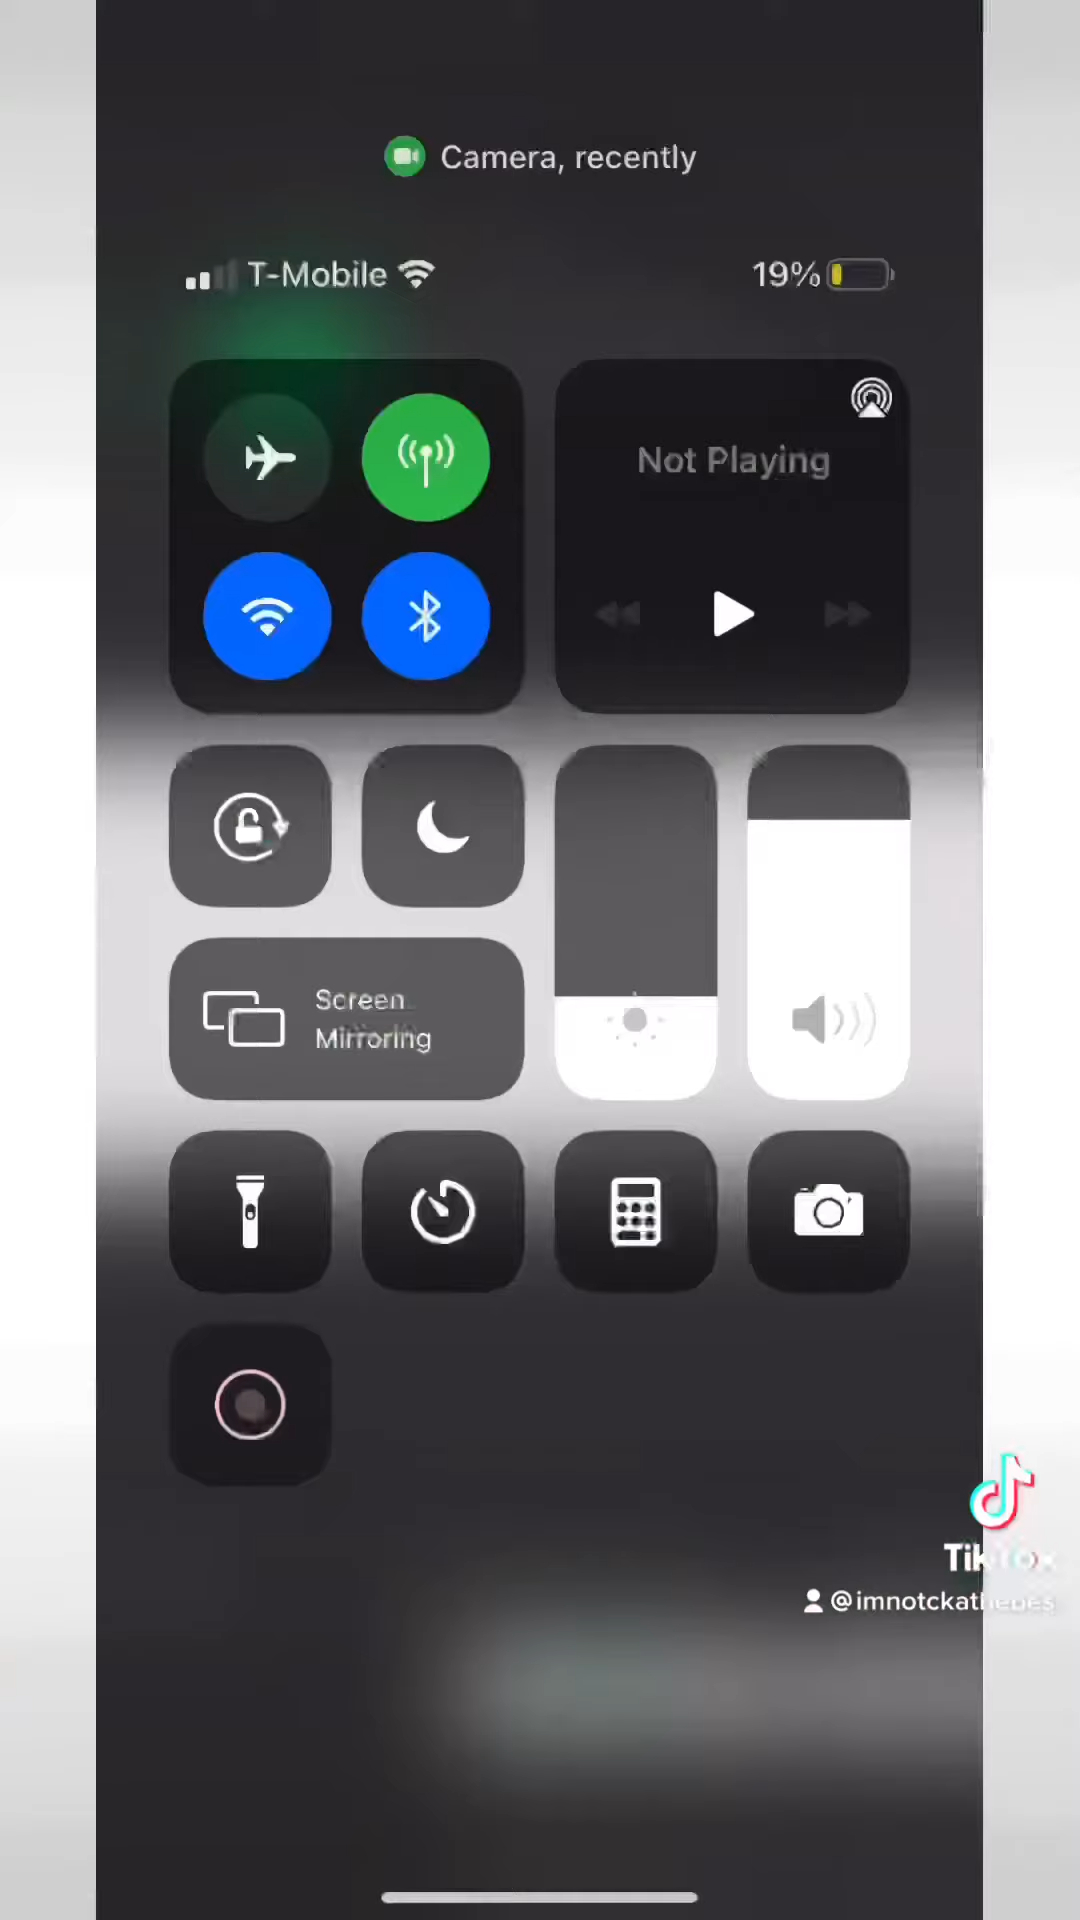 Camera, recently
T-Mobile
19%
Not Playing
Screen
Mirroring
TikTok